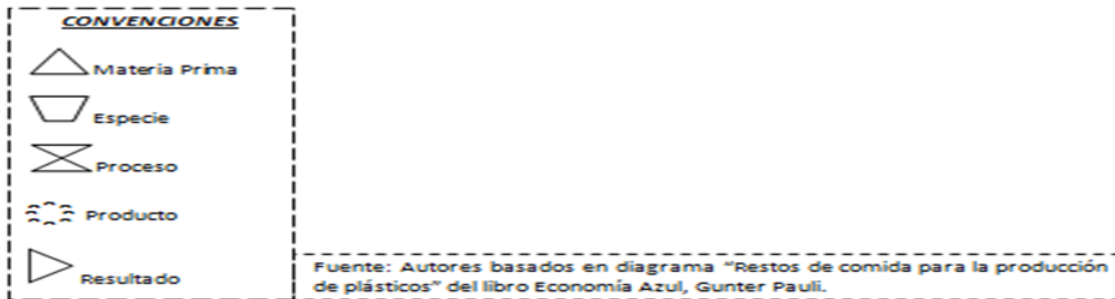 CONVENCIONES
Materia Prima
Especie
Proceso
Producto
Resultado
Fuente: Autores basados en diagrama “Restos de comida para la producción
de plásticos” del libro Economía Azul, Gunter Pauli.